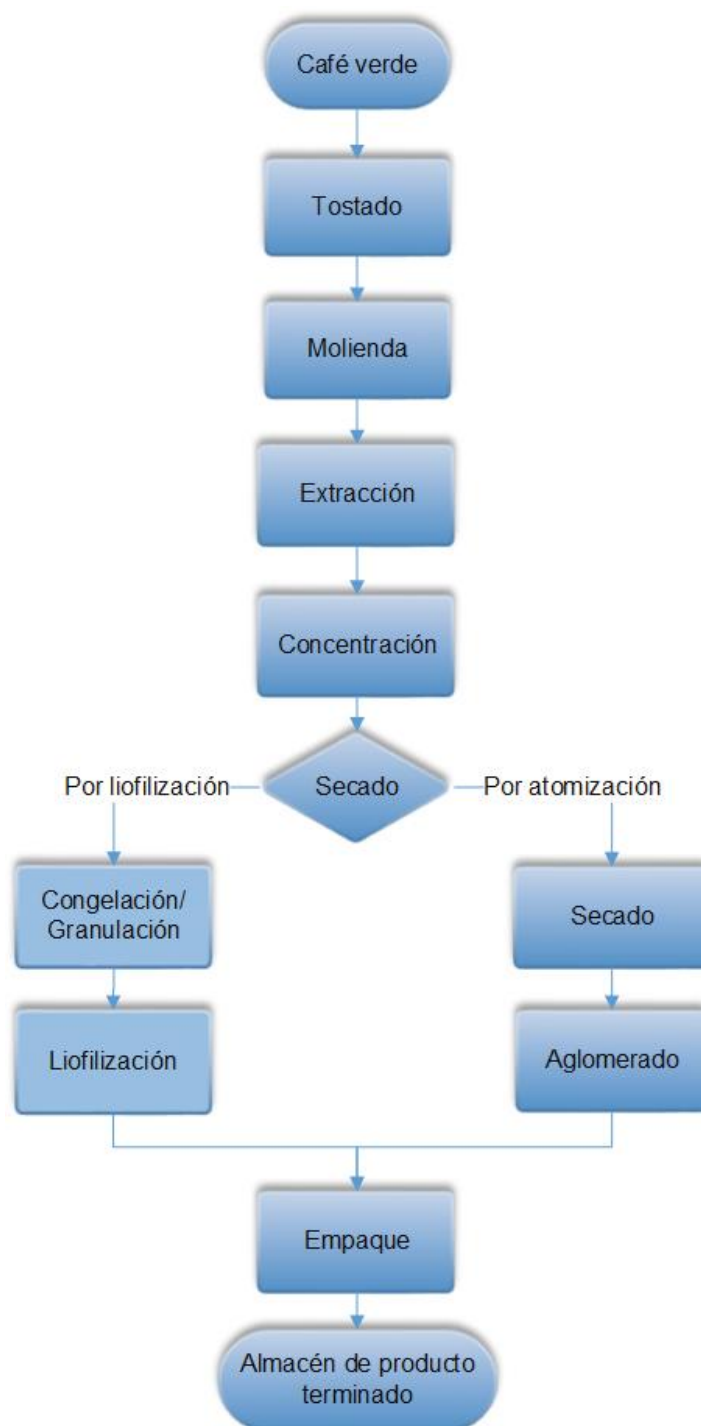 Café verde
Tostado
Molienda
Extracción
Concentración
Por liofilización
Secado
Por atomización
Congelación/
Granulación
Secado
Liofilización
Aglomerado
Empaque
Almacén de producto
terminado